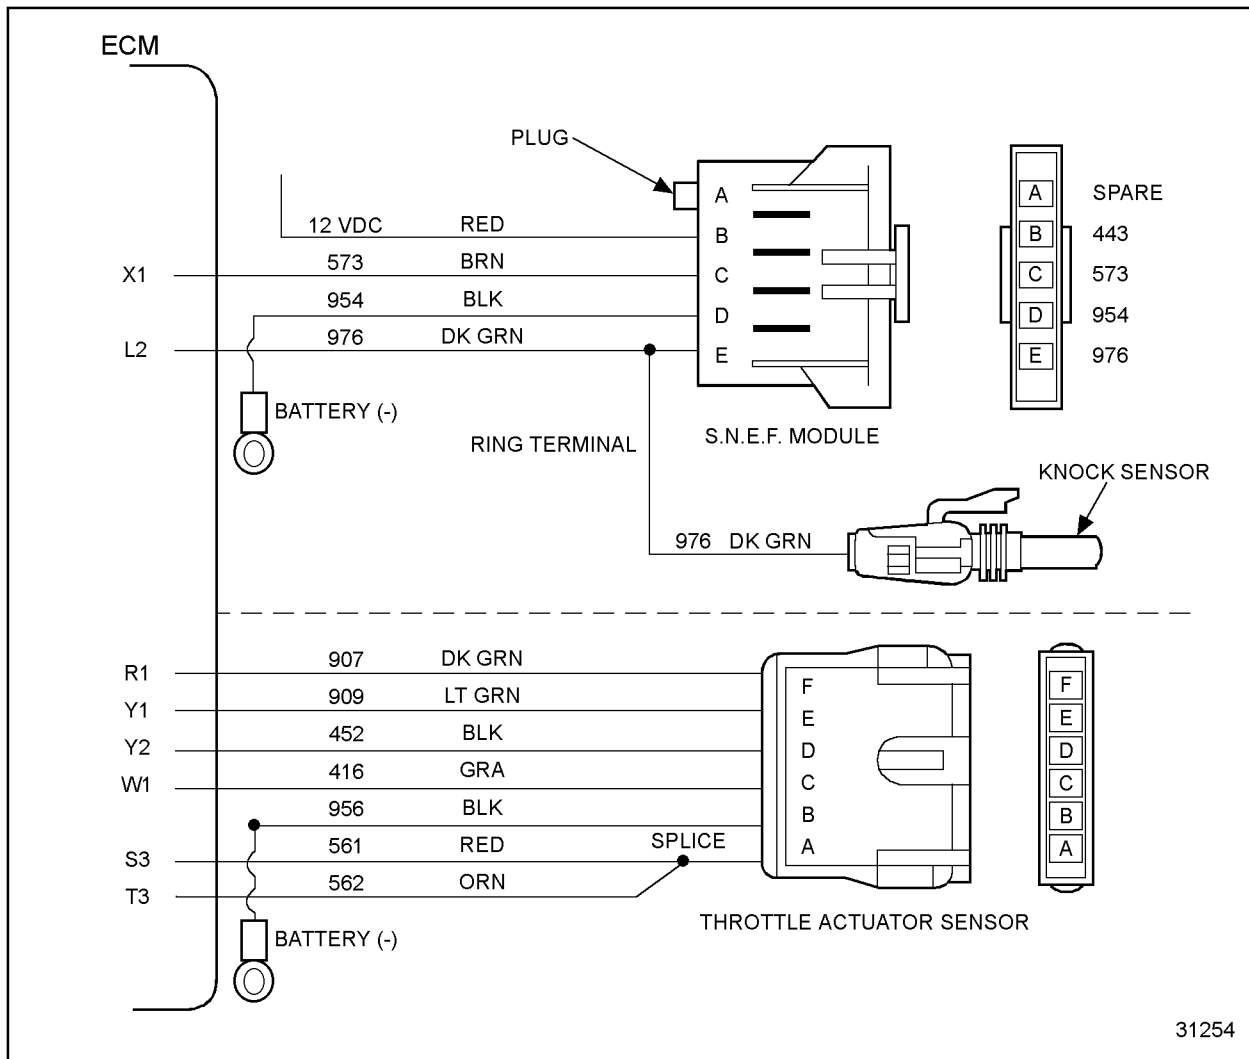 ECM
PLUG
A
SPARE
12 VDC RED
B
443
X1 573 BRN
C
573
954 BLK
D
954
L2 976 DK GRN
E
976
A
B
C
D
E
BATTERY (-)
RING TERMINAL
S.N.E.F. MODULE
KNOCK SENSOR
976 DK GRN
R1 907 DK GRN
Y1 909 LT GRN
Y2 452 BLK
W1 416 GRA
956 BLK
S3 561 RED
SPLICE
T3 562 ORN
F
E
D
C
B
A
F
E
D
C
B
A
BATTERY (-)
THROTTLE ACTUATOR SENSOR
31254